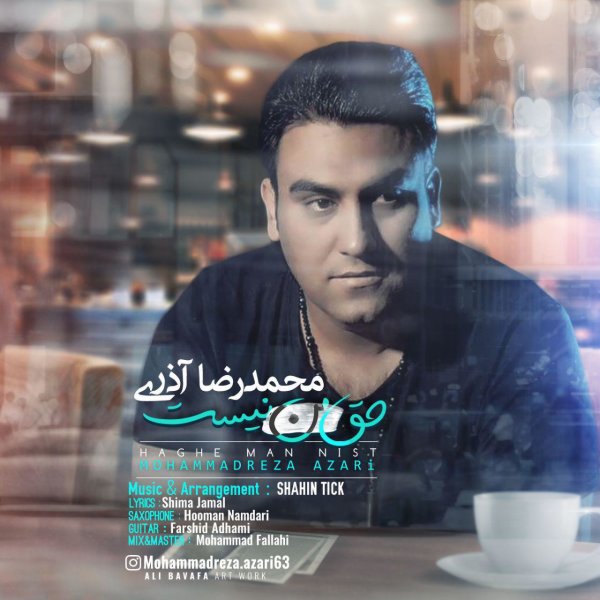 محمدرضا آذری
حق من نیست
HAGHE MAN NIST
MOHAMMADREZA AZARi
Music & Arrangement : SHAHIN TICK
LYRICS : Shima Jamal
SAXOPHONE : Hooman Namdari
GUITAR : Farshid Adhami
MIX&MASTER : Mohammad Fallahi
Mohammadreza.azari63
ALI BAVAFA ART WORK